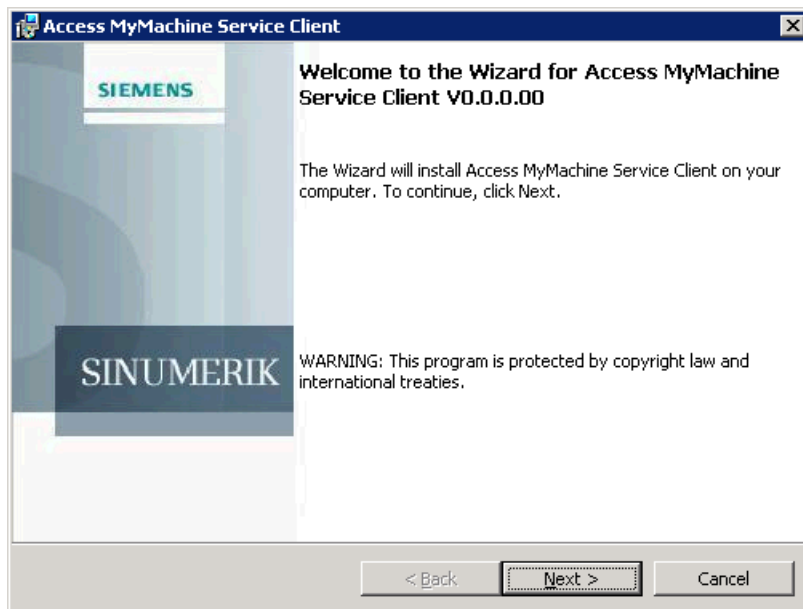 Access MyMachine Service Client
SIEMENS
Welcome to the Wizard for Access MyMachine
Service Client V0.0.0.00
The Wizard will install Access MyMachine Service Client on your
computer. To continue, click Next.
SINUMERIK
WARNING: This program is protected by copyright law and
international treaties.
< Back
Next >
Cancel